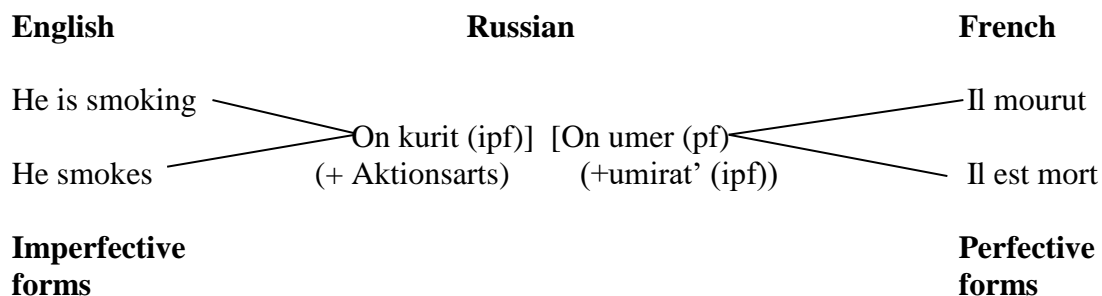 English Russian French
He is smoking Il mourut
On kurit (ipf)] [On umer (pf)
He smokes (+ Aktionsarts) (+umirat’ (ipf)) Il est mort
Imperfective Perfective
forms forms